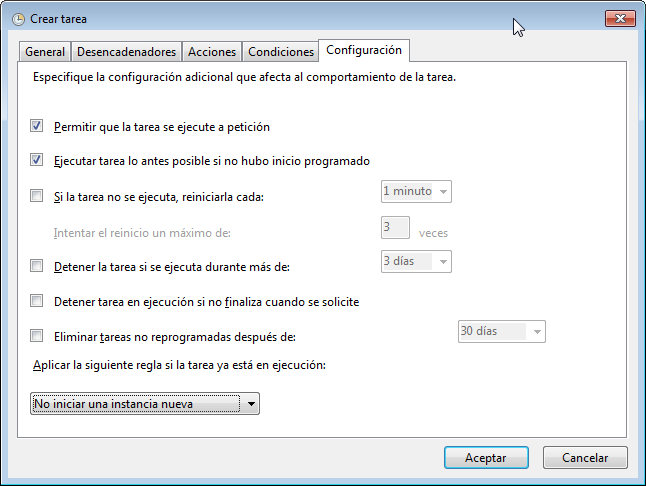 Crear tarea
General Desencadenadores Acciones Condiciones Configuración
Especifique la configuración adicional que afecta al comportamiento de la tarea.
Permitir que la tarea se ejecute a petición
Ejecutar tarea lo antes posible si no hubo inicio programado
Si la tarea no se ejecuta, reiniciarla cada: 1 minuto
Intentar el reinicio un máximo de: 3 veces
Detener la tarea si se ejecuta durante más de: 3 días
Detener tarea en ejecución si no finaliza cuando se solicite
Eliminar tareas no reprogramadas después de: 30 días
Aplicar la siguiente regla si la tarea ya está en ejecución:
No iniciar una instancia nueva
Aceptar Cancelar